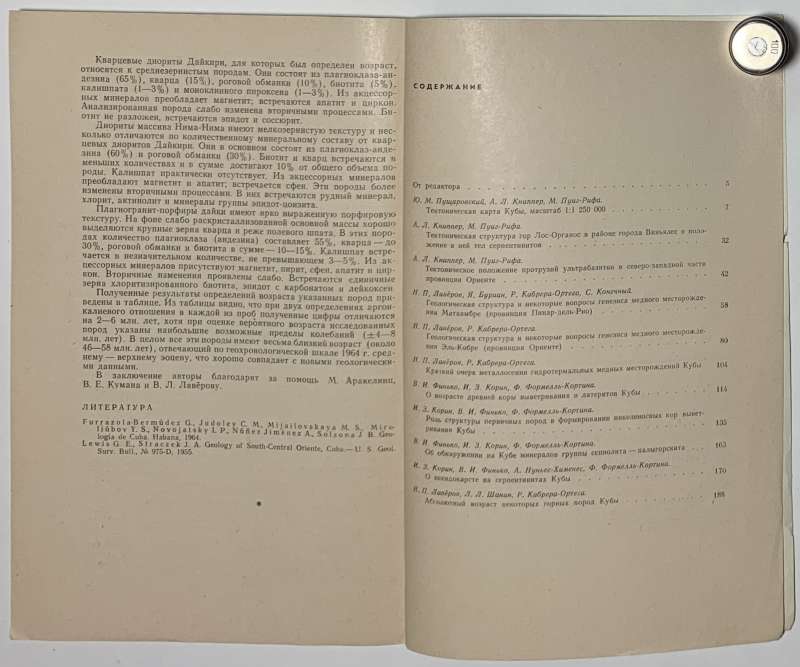 Кварцевые диориты Дайкири, для которых был определен возраст,
относятся к среднезернистым породам. Они состоят из плагиоклаза-ан-
дезина (65%), кварца (15%), роговой обманки (10%), биотита (5%),
калишпата (1—3%) и моноклинного пироксена (1—3%). Из акцессор-
ных минералов преобладает магнетит; встречаются апатит и циркон.
Анализированная порода слабо изменена вторичными процессами. Би-
отит не разложен, встречаются эпидот и соссюрит.
Диориты массива Нима-Нима имеют мелкозернистую текстуру и нес-
колько отличаются по количественному минеральному составу от квар-
цевых диоритов Дайкири. Они в основном состоят из плагиоклаз-анде-
зина (60%) и роговой обманки (30%). Биотит и кварц встречаются в
меньших количествах и в сумме достигают 10% от общего объема по-
роды. Калишпат практически отсутствует. Из акцессорных минералов
преобладают магнетит и апатит; встречается сфен. Эти породы более
изменены вторичными процессами. В них встречаются рудный минерал,
хлорит, актинолит и минералы группы эпидот-цоизита.
Плагиогранит-порфиры дайки имеют ярко выраженную порфировую
текстуру. На фоне слабо раскристаллизованной основной массы хорошо
выделяются крупные зерна кварца и реже полевого шпата. В этих поро-
дах количество плагиоклаза (андезина) составляет 55%, кварца — до
30%, роговой обманки и биотита в сумме — 10—15%. Калишпат встре-
чается в незначительном количестве, не превышающем 3—5%. Из ак-
цессорных минералов присутствуют магнетит, пирит, сфен, апатит и цир-
кон. Вторичные изменения проявлены слабо. Встречаются единичные
зерна хлоритизированного биотита, эпидот с карбонатом и лейкоксен.
Полученные результаты определений возраста указанных пород при-
ведены в таблице. Из таблицы видно, что при двух определениях аргон-
калиевого отношения в каждой из проб полученные цифры отличаются
на 2—6 млн. лет, хотя при оценке вероятного возраста исследованных
пород указаны наибольшие возможные пределы колебаний (±4—8
млн. лет). В целом все эти породы имеют весьма близкий возраст (около
46—58 млн. лет), отвечающий по геохронологической шкале 1964 г. сред-
нему — верхнему эоцену, что хорошо совпадает с новыми геологически-
ми данными.
В заключение авторы благодарят за помощь М. Аракелянц,
В. Е. Кумана и В. Л. Лавёрову.
ЛИТЕРАТУРА
Furrazola-Bermúdez G., Judoley C. M., Mijailovskaya M. S., Miro-
liúbov Y. S., Novojatsky I. P., Núñez Jiménez A., Solsona J. B. Geo-
logia de Cuba. Habana, 1964.
Lewis G. E., Straczek J. A. Geology of South-Central Oriente, Cuba.— U. S. Geol.
Surv. Bull., № 975-D, 1955.
СОДЕРЖАНИЕ
От редактора 5
Ю. М. Пущаровский, А. Л. Книппер, М. Пуиг-Рифа.
Тектоническая карта Кубы, масштаб 1:1 250 000 7
А. Л. Книппер, М. Пуиг-Рифа.
Тектоническая структура гор Лос-Органос в районе города Виньялес и поло-
жение в ней тел серпентинитов 32
А. Л. Книппер, М. Пуиг-Рифа.
Тектоническое положение протрузий ультрабазитов в северо-западной части
провинции Ориенте 42
Н. П. Лавёров, Я. Буриан, Р. Кабрера-Ортега, С. Конечный.
Геологическая структура и некоторые вопросы генезиса медного месторожде-
ния Матаамбре (провинция Пинар-дель-Рио) 58
Н. П. Лавёров, Р. Кабрера-Ортега.
Геологическая структура и некоторые вопросы генезиса медного месторожде-
ния Эль-Кобре (провинция Ориенте) 80
Н. П. Лавёров, Р. Кабрера-Ортега.
Краткий очерк металлогении гидротермальных медных месторождений Кубы 104
В. И. Финько, И. З. Корин, Ф. Формелль-Кортина.
О возрасте древней коры выветривания и латеритов Кубы 114
И. З. Корин, В. И. Финько, Ф. Формелль-Кортина.
Роль структуры первичных пород в формировании никеленосных кор вывет-
ривания Кубы 135
В. И. Финько, И. З. Корин, Ф. Формелль-Кортина.
Об обнаружении на Кубе минералов группы сепиолита — палыгорскита 163
И. З. Корин, В. И. Финько, А. Нуньес-Хименес, Ф. Формелль-Кортина.
О псевдокарсте на серпентинитах Кубы 170
Н. П. Лавёров, Л. Л. Шанин, Р. Кабрера-Ортега.
Абсолютный возраст некоторых горных пород Кубы 188
100